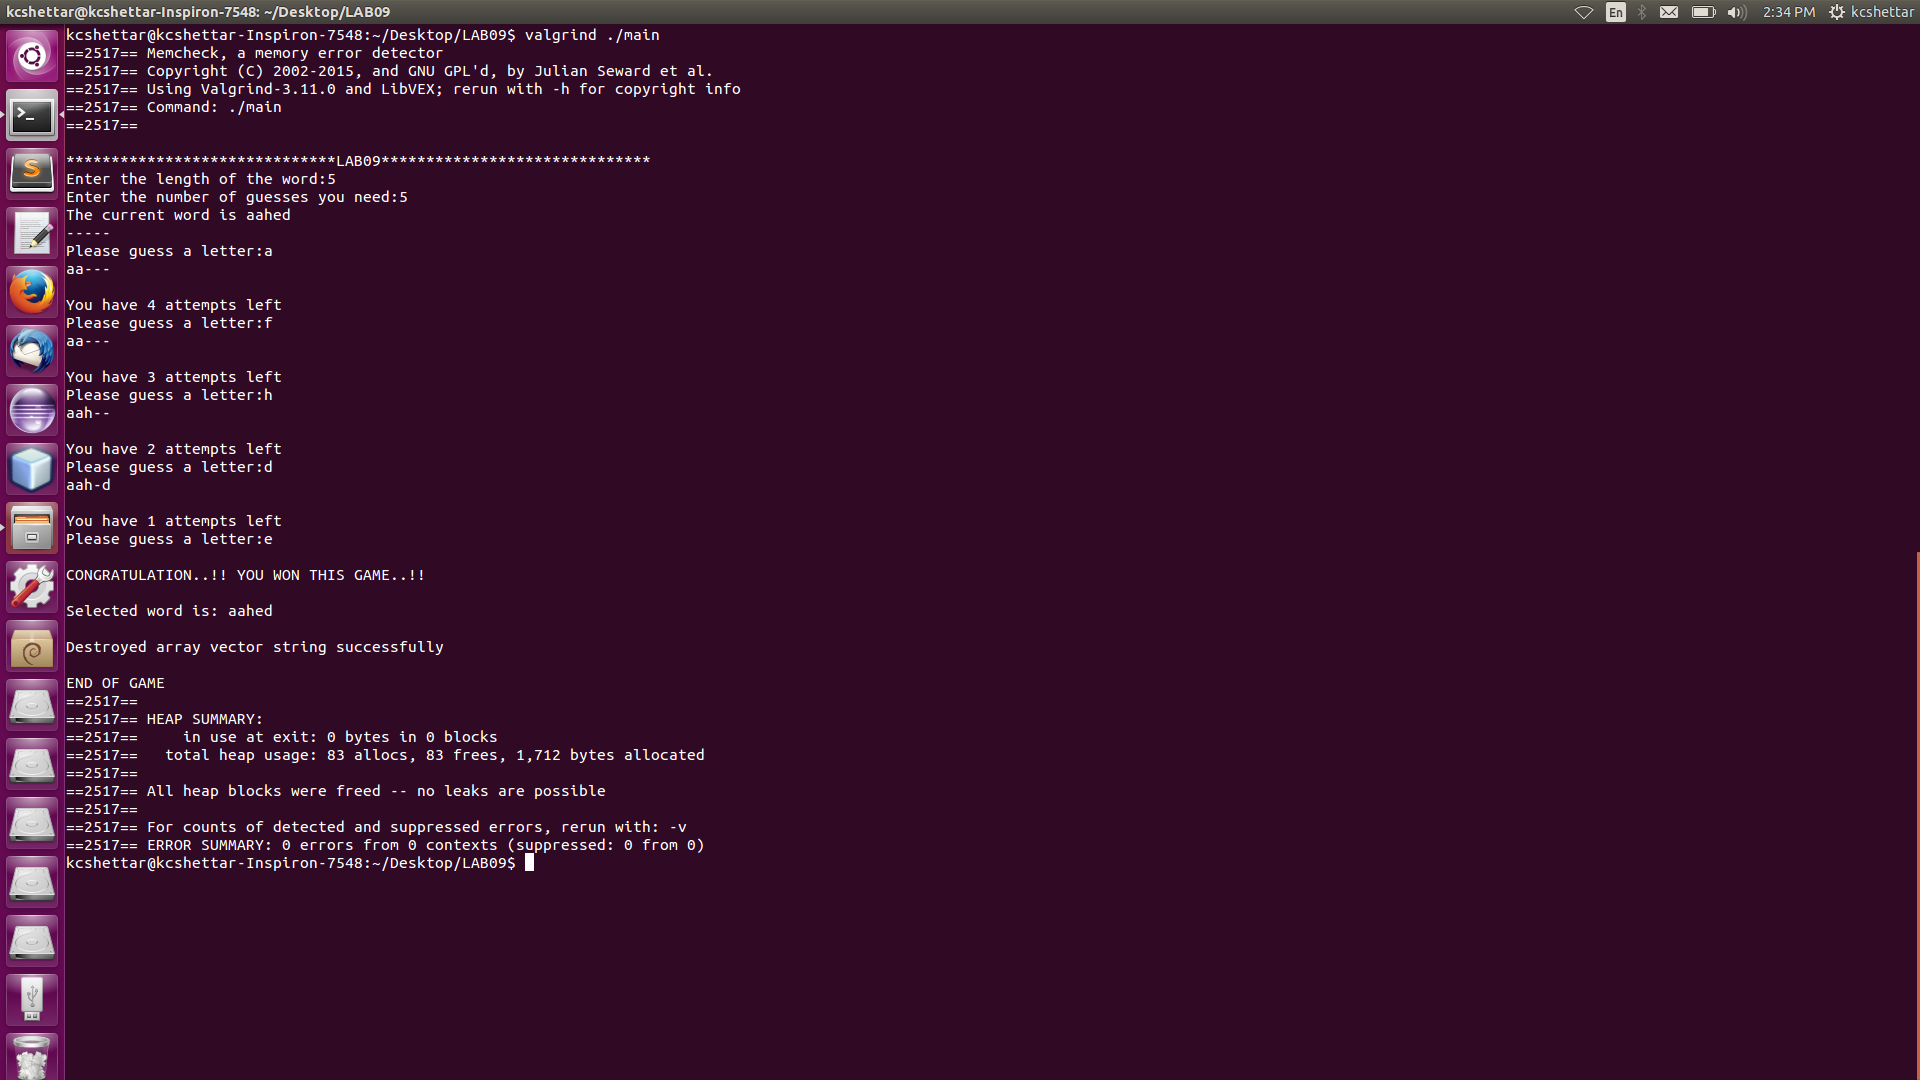 kcshettar@kcshettar-Inspiron-7548: ~/Desktop/LAB09
En
2:34 PM
kcshettar
kcshettar@kcshettar-Inspiron-7548:~/Desktop/LAB09$ valgrind ./main
==2517== Memcheck, a memory error detector
==2517== Copyright (C) 2002-2015, and GNU GPL'd, by Julian Seward et al.
==2517== Using Valgrind-3.11.0 and LibVEX; rerun with -h for copyright info
==2517== Command: ./main
==2517==
******************************LAB09******************************
Enter the length of the word:5
Enter the number of guesses you need:5
The current word is aahed
-----
Please guess a letter:a
aa---
You have 4 attempts left
Please guess a letter:f
aa---
You have 3 attempts left
Please guess a letter:h
aah--
You have 2 attempts left
Please guess a letter:d
aah-d
You have 1 attempts left
Please guess a letter:e
CONGRATULATION..!! YOU WON THIS GAME..!!
Selected word is: aahed
Destroyed array vector string successfully
END OF GAME
==2517==
==2517== HEAP SUMMARY:
==2517==     in use at exit: 0 bytes in 0 blocks
==2517==   total heap usage: 83 allocs, 83 frees, 1,712 bytes allocated
==2517==
==2517== All heap blocks were freed -- no leaks are possible
==2517==
==2517== For counts of detected and suppressed errors, rerun with: -v
==2517== ERROR SUMMARY: 0 errors from 0 contexts (suppressed: 0 from 0)
kcshettar@kcshettar-Inspiron-7548:~/Desktop/LAB09$